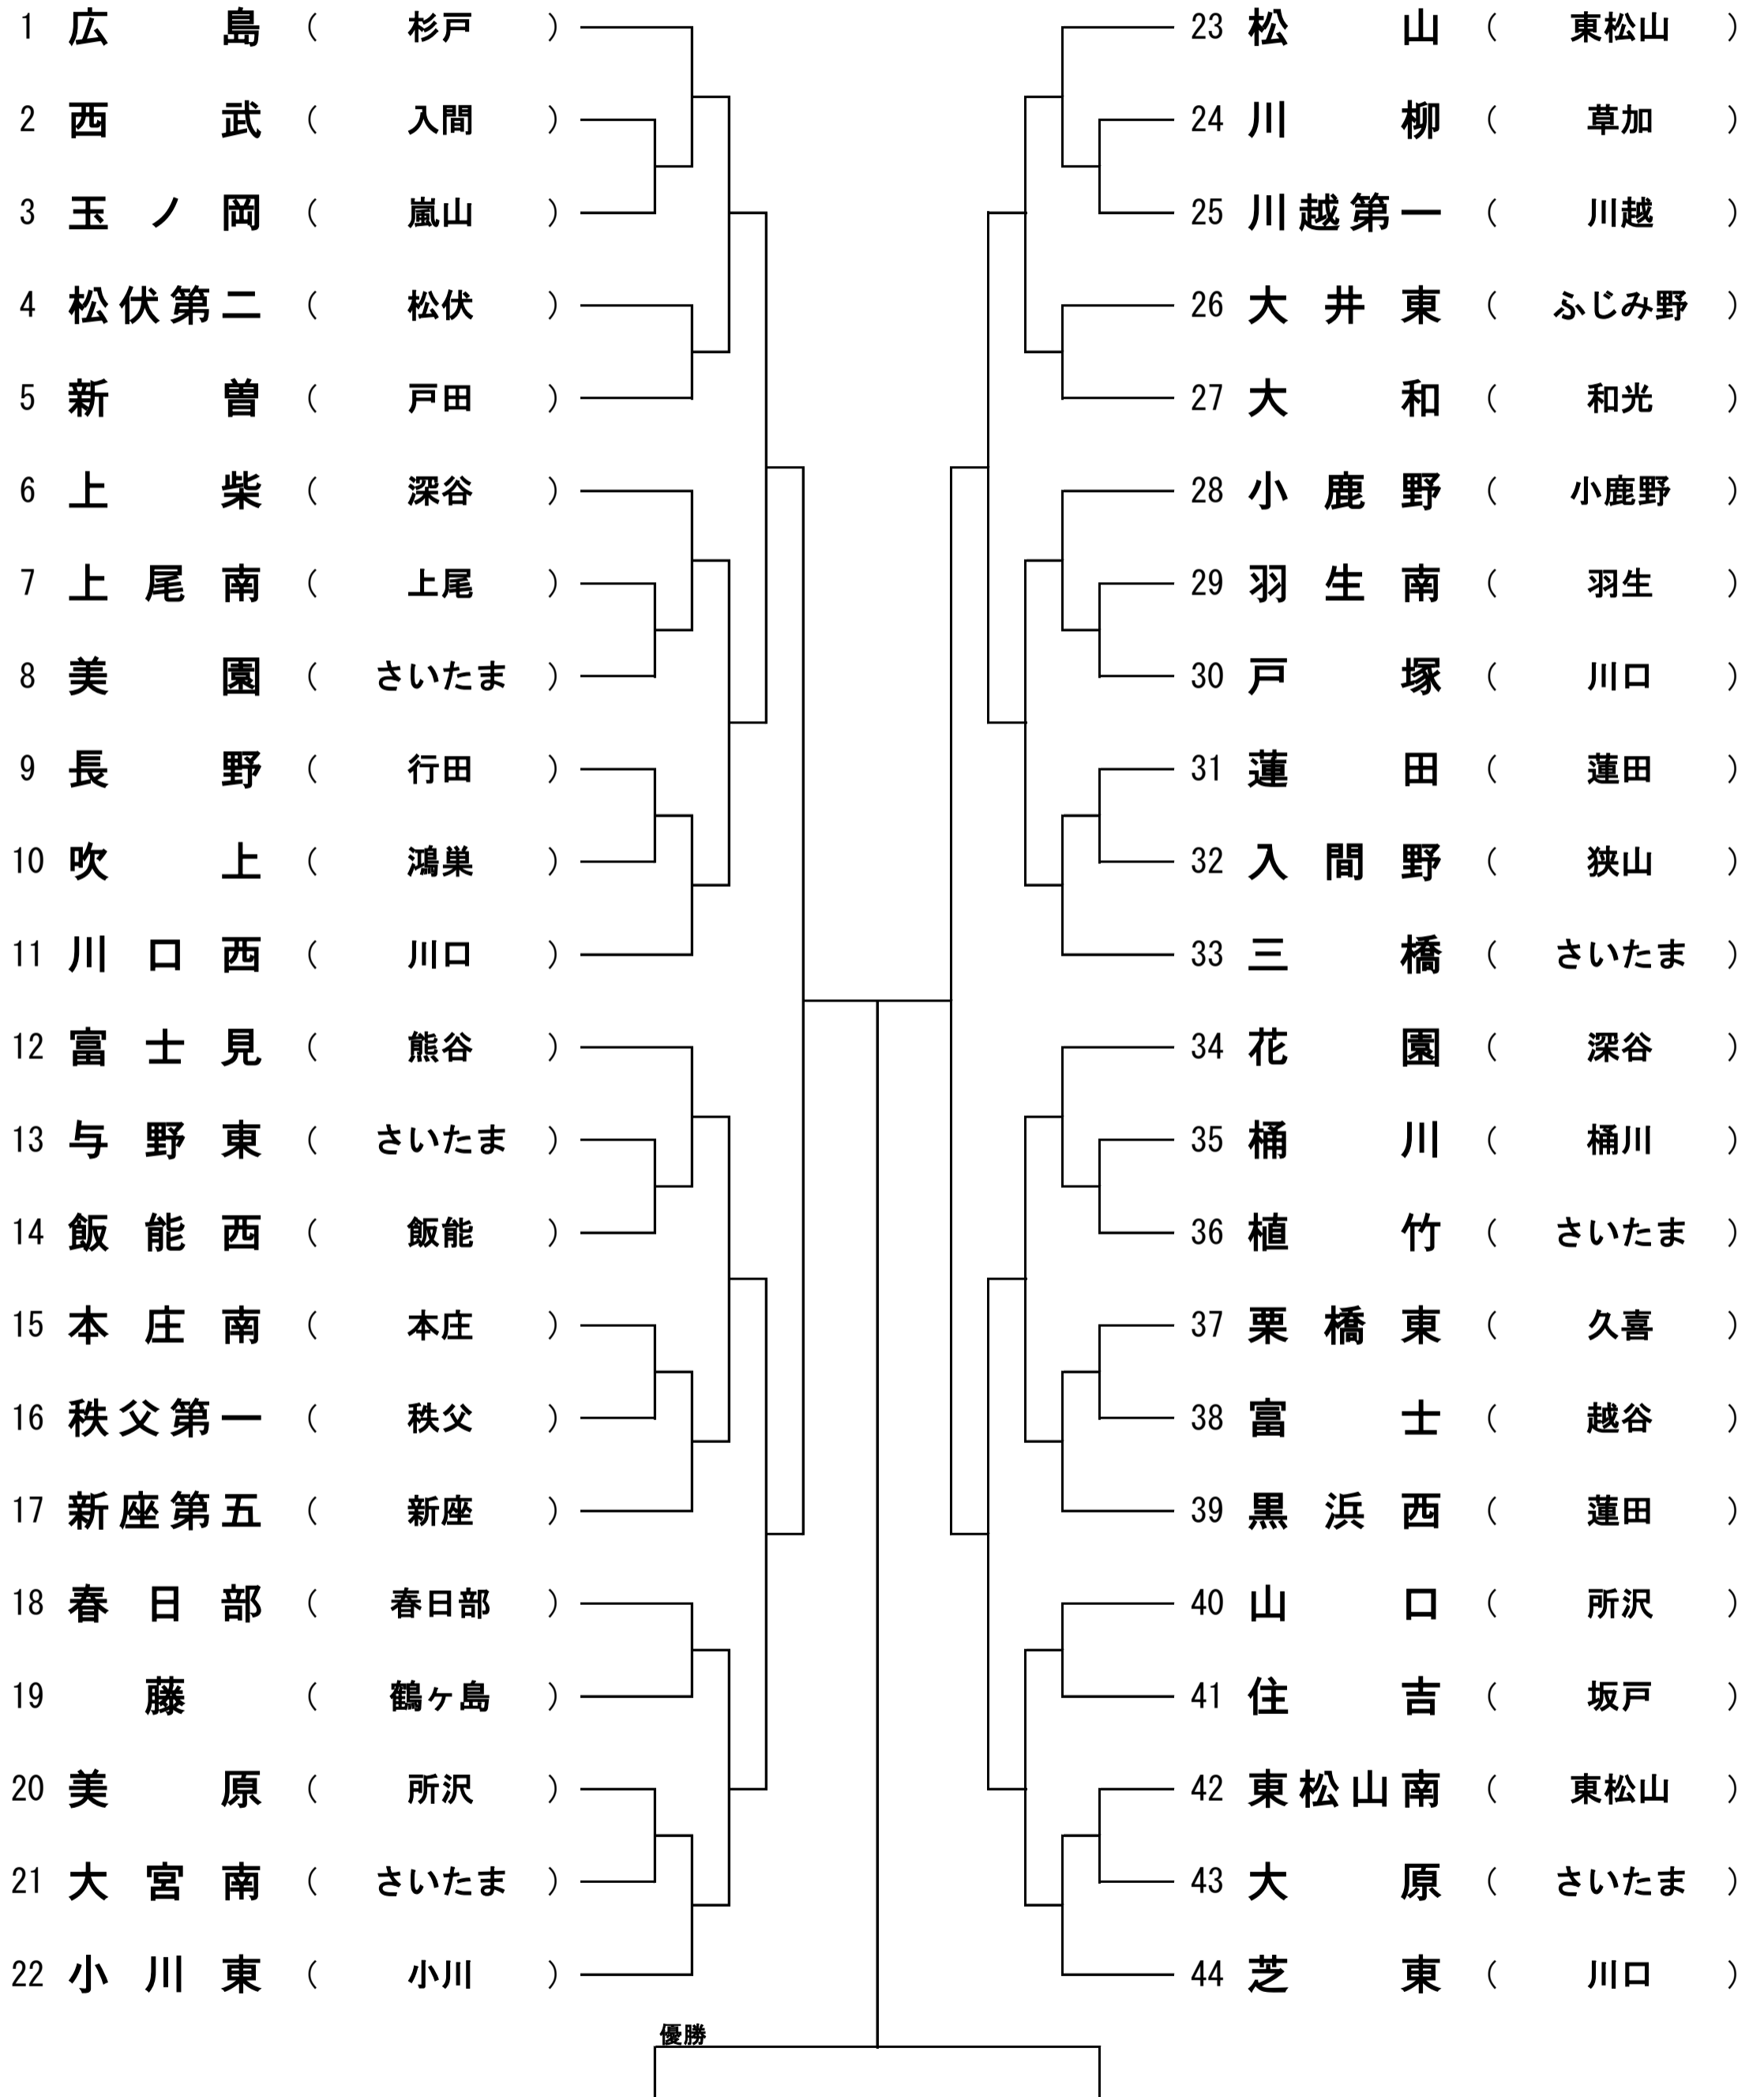 1 広島 ( 杉戸 )
2 西武 ( 入間 )
3 玉ノ岡 ( 嵐山 )
4 松伏第二 ( 松伏 )
5 新曽 ( 戸田 )
6 上柴 ( 深谷 )
7 上尾南 ( 上尾 )
8 美園 ( さいたま )
9 長野 ( 行田 )
10 吹上 ( 鴻巣 )
11 川口西 ( 川口 )
12 富士見 ( 熊谷 )
13 与野東 ( さいたま )
14 飯能西 ( 飯能 )
15 本庄南 ( 本庄 )
16 秩父第一 ( 秩父 )
17 新座第五 ( 新座 )
18 春日部 ( 春日部 )
19 藤 ( 鶴ヶ島 )
20 美原 ( 所沢 )
21 大宮南 ( さいたま )
22 小川東 ( 小川 )
23 松山 ( 東松山 )
24 川柳 ( 草加 )
25 川越第一 ( 川越 )
26 大井東 ( ふじみ野 )
27 大和 ( 和光 )
28 小鹿野 ( 小鹿野 )
29 羽生南 ( 羽生 )
30 戸塚 ( 川口 )
31 蓮田 ( 蓮田 )
32 入間野 ( 狭山 )
33 三橋 ( さいたま )
34 花園 ( 深谷 )
35 桶川 ( 桶川 )
36 植竹 ( さいたま )
37 栗橋東 ( 久喜 )
38 富士 ( 越谷 )
39 黒浜西 ( 蓮田 )
40 山口 ( 所沢 )
41 住吉 ( 坂戸 )
42 東松山南 ( 東松山 )
43 大原 ( さいたま )
44 芝東 ( 川口 )
優勝